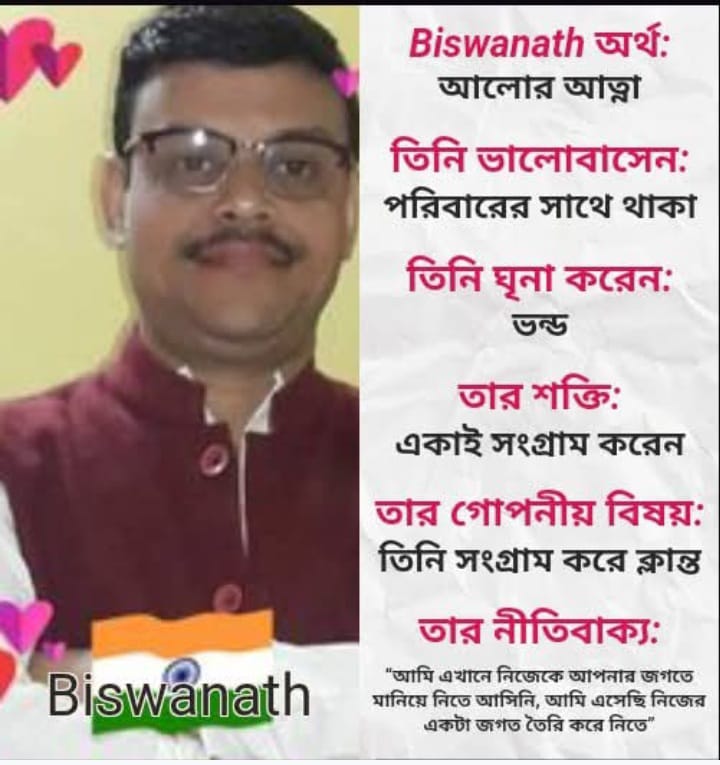 Biswanath অর্থ:
আলোর আত্না
তিনি ভালোবাসেন:
পরিবারের সাথে থাকা
তিনি ঘৃনা করেন:
ভন্ড
তার শক্তি:
একাই সংগ্রাম করেন
তার গোপনীয় বিষয়:
তিনি সংগ্রাম করে ক্লান্ত
তার নীতিবাক্য:
"আমি এখানে নিজেকে আপনার জগতে
মানিয়ে নিতে আসিনি, আমি এসেছি নিজের
একটা জগত তৈরি করে নিতে"
Biswanath